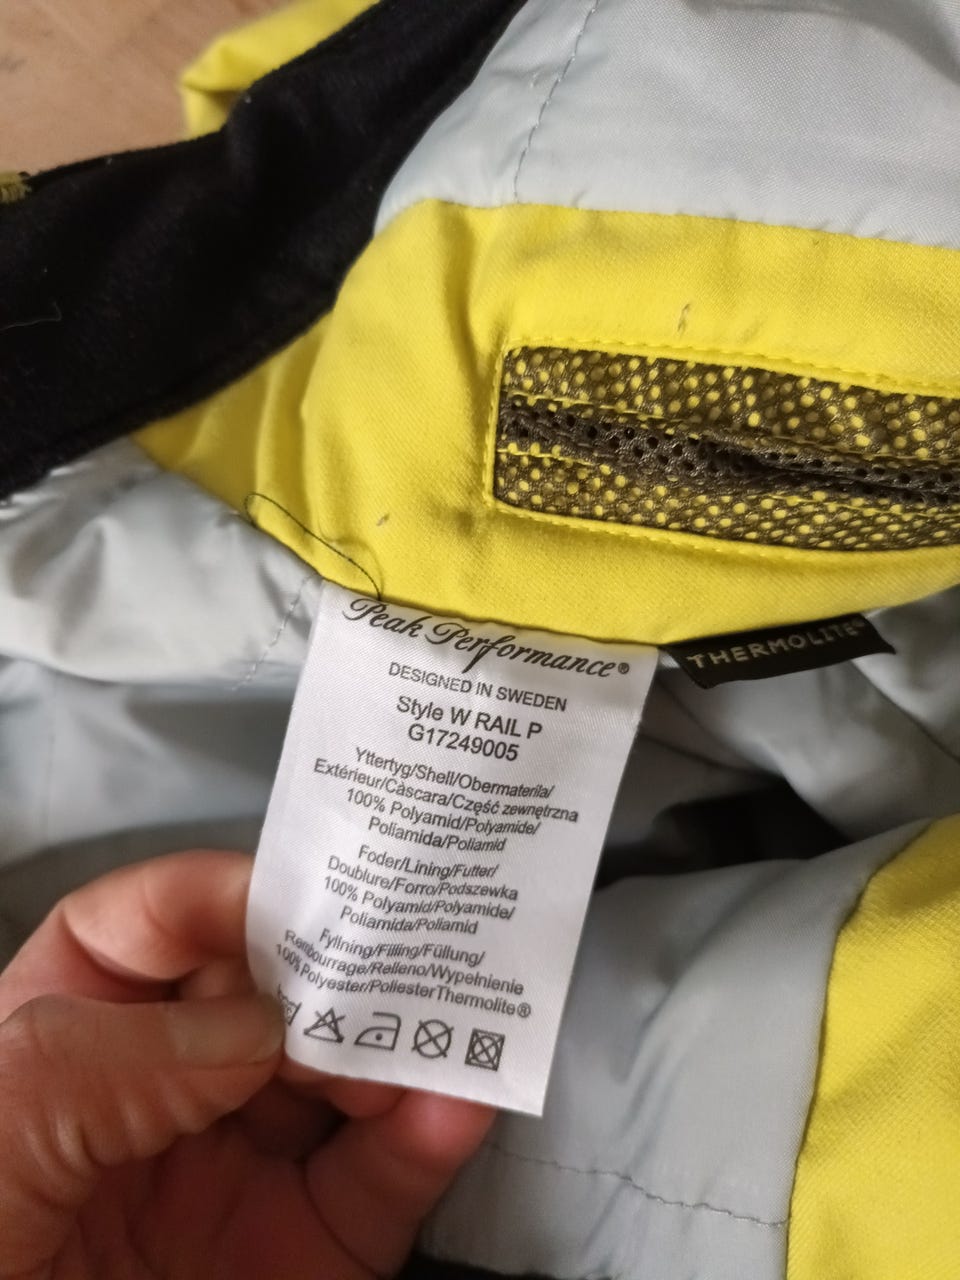 Peak Performance®
DESIGNED IN SWEDEN
Style W RAIL P
G17249005
Yttertyg/Shell/Obermaterila/
Extérieur/Càscara/Część zewnętrzna
100% Polyamid/Polyamide/
Poliamida/Poliamid
Foder/Lining/Futter/
Doublure/Forro/Podszewka
100% Polyamid/Polyamide/
Poliamida/Poliamid
Fyllning/Filling/Füllung/
Rembourrage/Relleno/Wypełnienie
100% Polyester/PoliesterThermolite®
THERMOLITE®